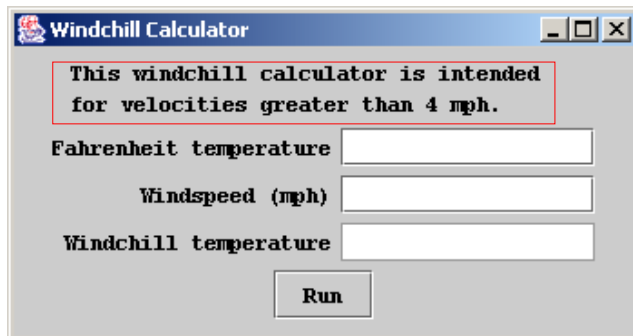 Windchill Calculator
This windchill calculator is intended
for velocities greater than 4 mph.
Fahrenheit temperature
Windspeed (mph)
Windchill temperature
Run